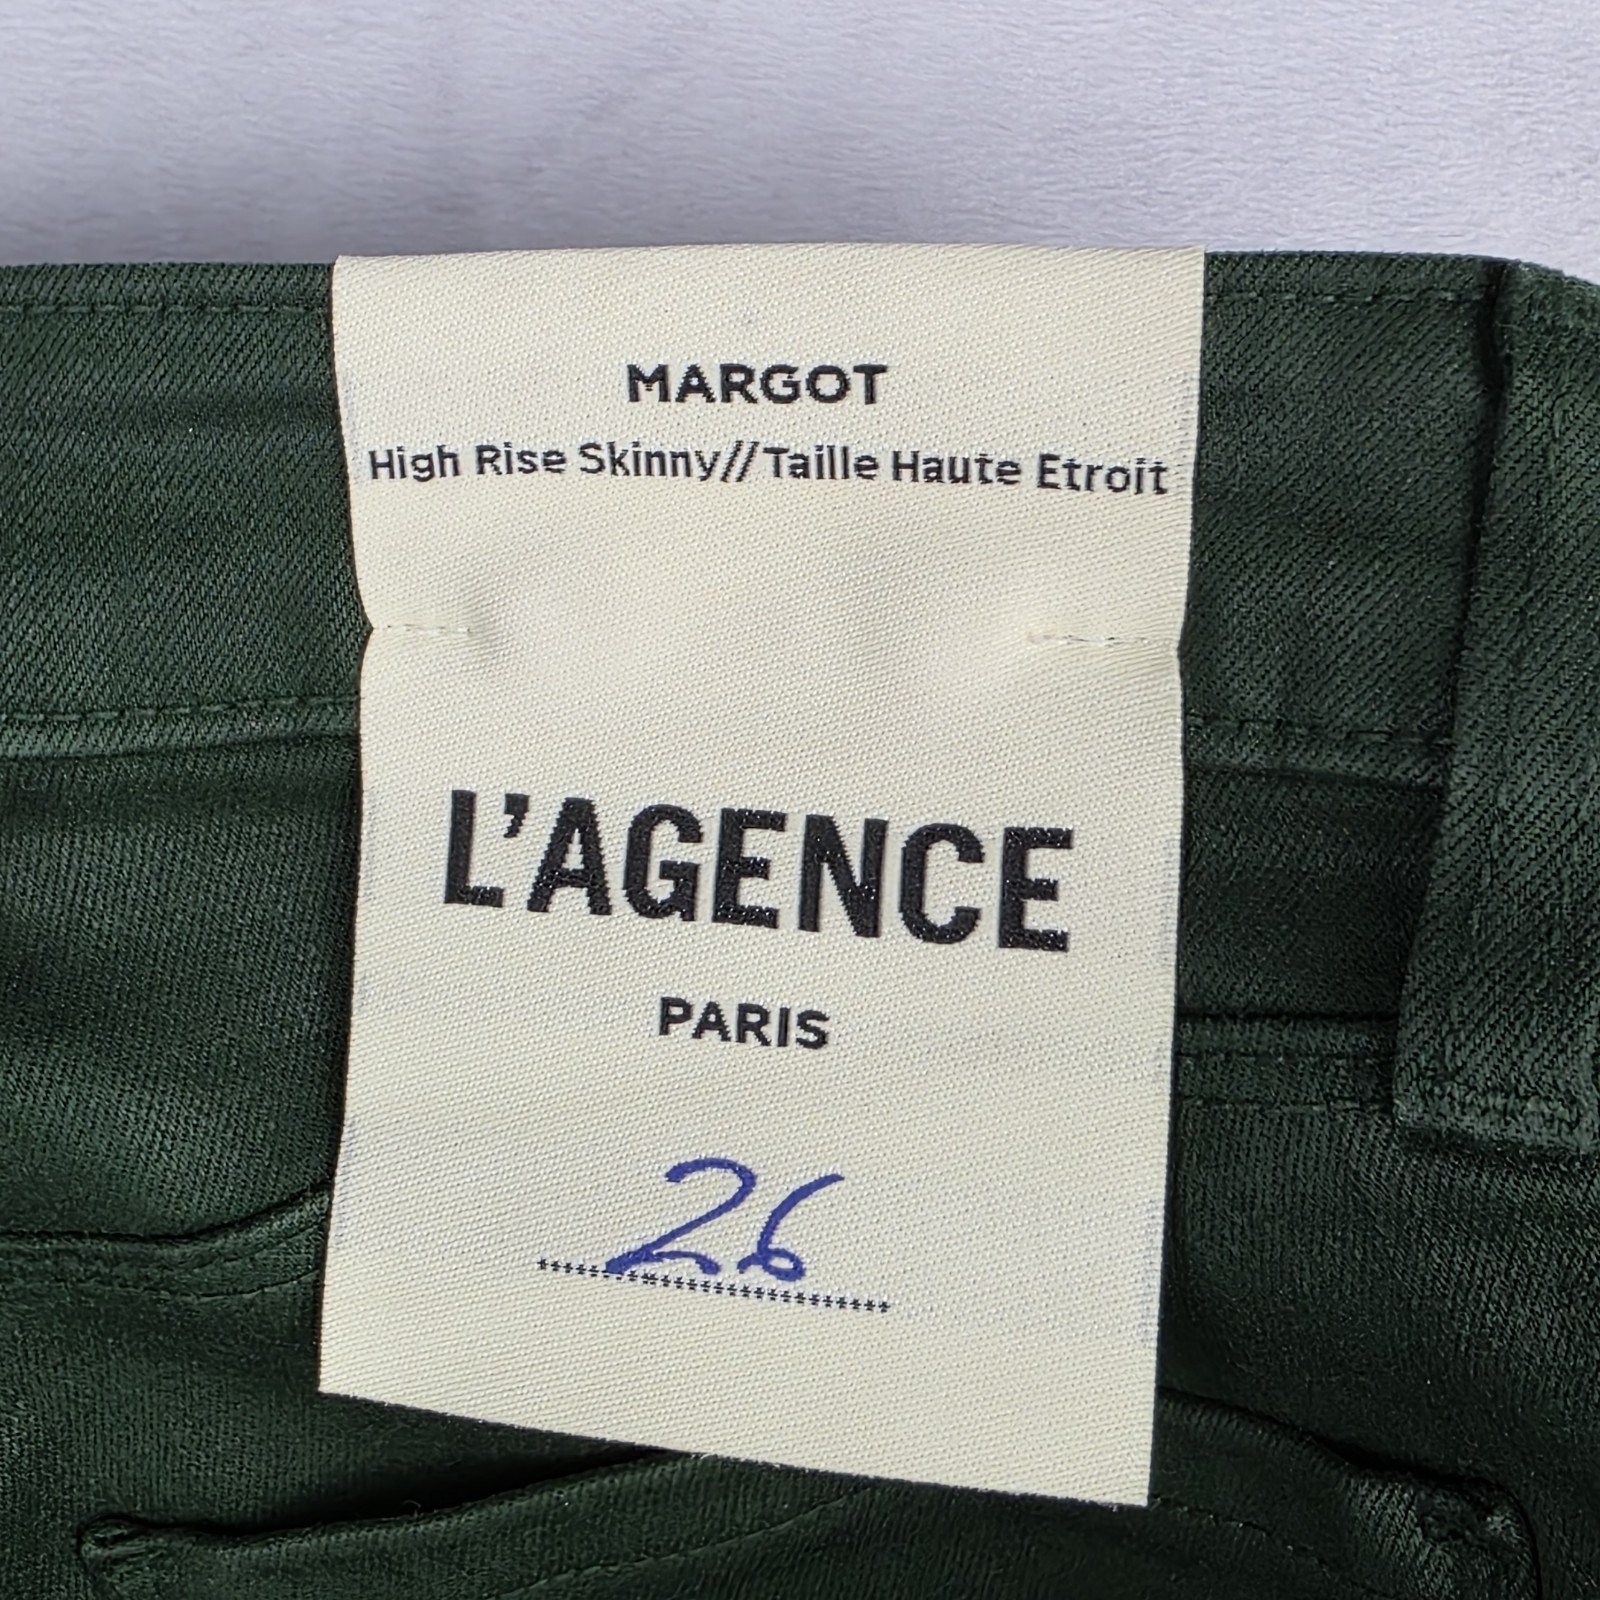 MARGOT
High Rise Skinny//Taille Haute Etroit
L'AGENCE
PARIS
26